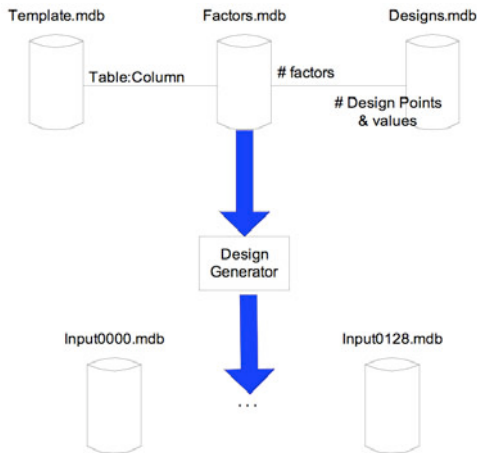 Template.mdb
Factors.mdb
Designs.mdb
Table:Column
# factors
# Design Points
& values
Design
Generator
Input0000.mdb
Input0128.mdb
...